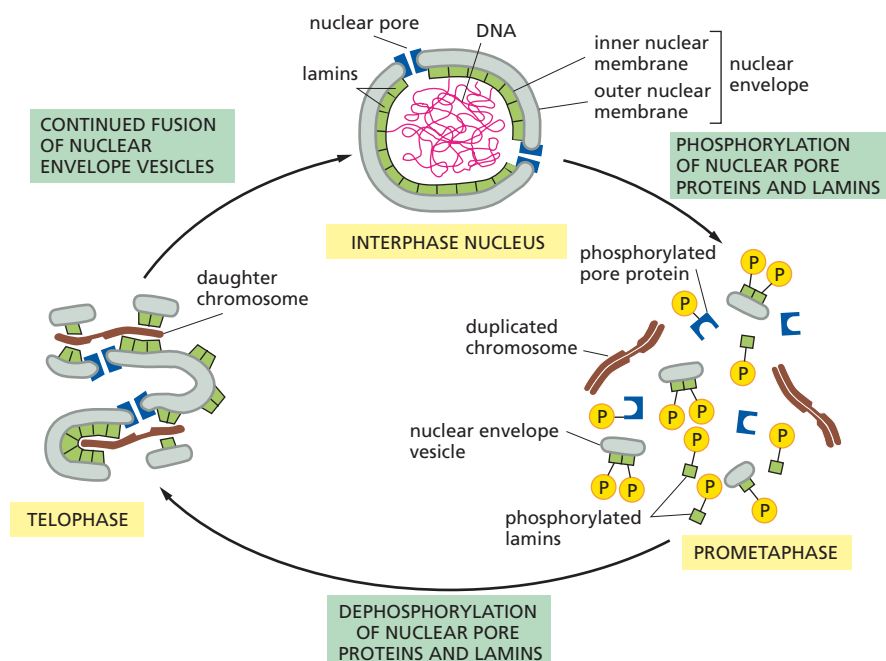 nuclear pore
DNA
lamins
inner nuclear
membrane
outer nuclear
membrane
nuclear
envelope
CONTINUED FUSION
OF NUCLEAR
ENVELOPE VESICLES
PHOSPHORYLATION
OF NUCLEAR PORE
PROTEINS AND LAMINS
INTERPHASE NUCLEUS
phosphorylated
pore protein
P
P
P
daughter
chromosome
duplicated
chromosome
P
P
P
P
nuclear envelope
vesicle
P
P
P
P
P
P
phosphorylated
lamins
TELOPHASE
PROMETAPHASE
DEPHOSPHORYLATION
OF NUCLEAR PORE
PROTEINS AND LAMINS